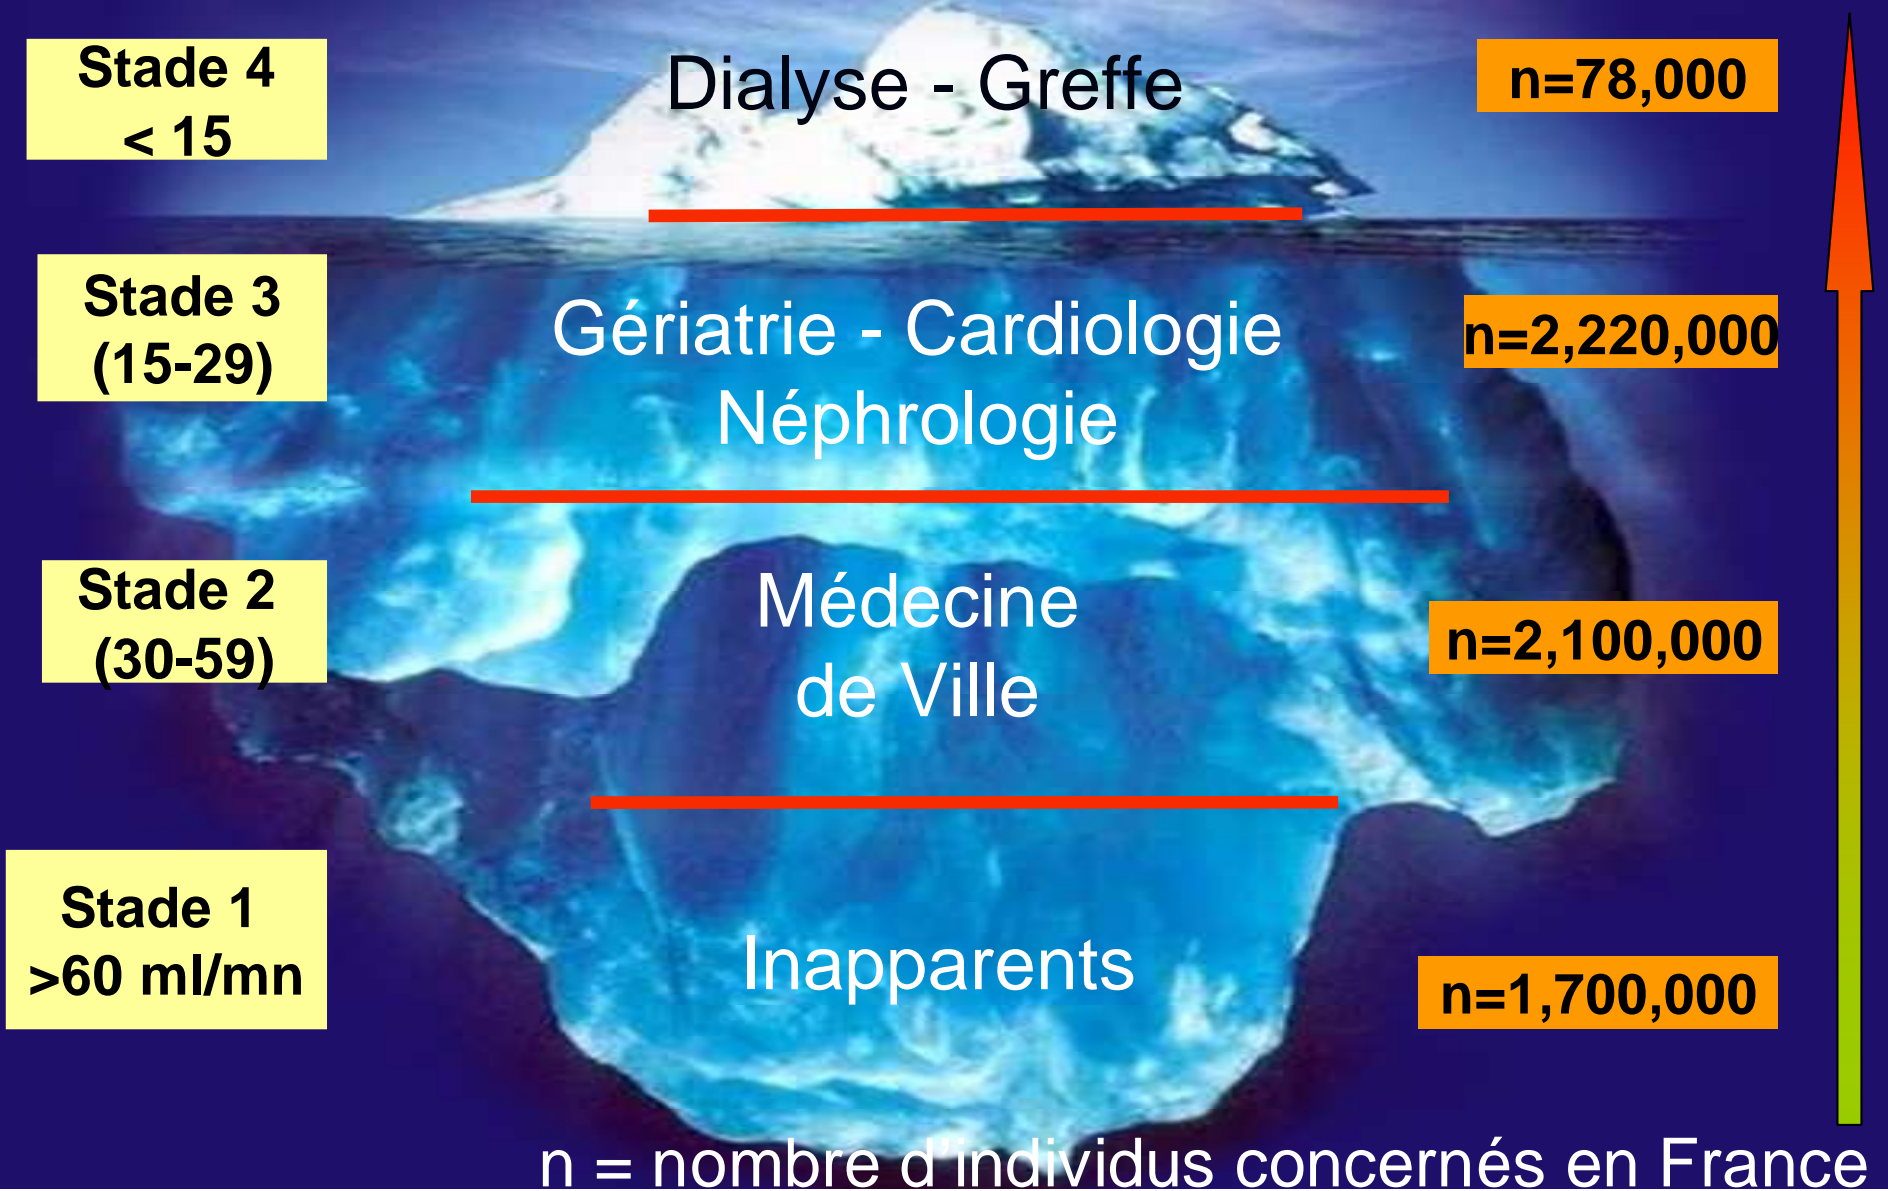 Stade 4
< 15
Dialyse - Greffe
n=78,000
Stade 3
(15-29)
Gériatrie - Cardiologie
Néphrologie
n=2,220,000
Stade 2
(30-59)
Médecine
de Ville
n=2,100,000
Stade 1
>60 ml/mn
Inapparents
n=1,700,000
n = nombre d'individus concernés en France